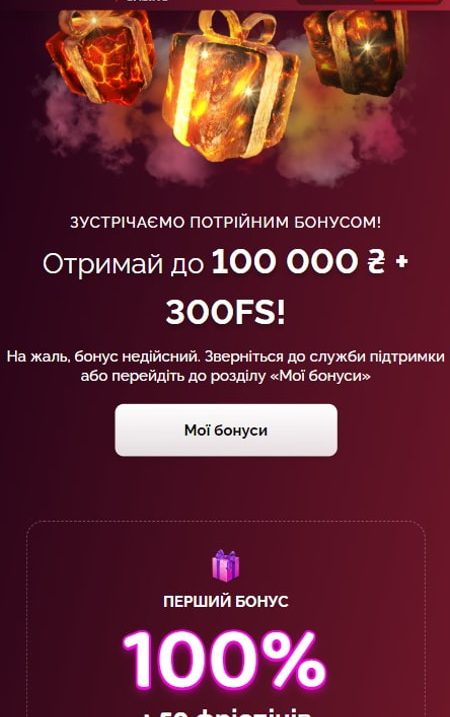 ЗУСТРІЧАЄМО ПОТРІЙНИМ БОНУСОМ!
Отримай до 100 000 ₴ +
300FS!
На жаль, бонус недійсний. Зверніться до служби підтримки
або перейдіть до розділу «Мої бонуси»
Мої бонуси
ПЕРШИЙ БОНУС
100%